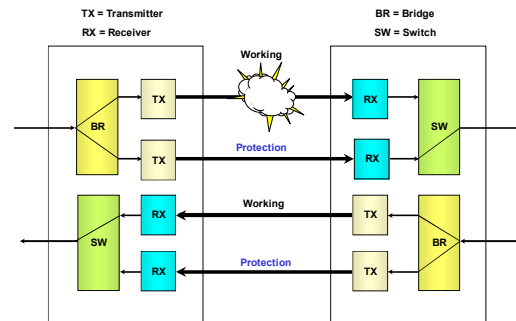 TX = Transmitter
BR = Bridge
RX = Receiver
SW = Switch
Working
BR
TX
RX
SW
TX
Protection
RX
Working
SW
RX
TX
BR
RX
Protection
TX